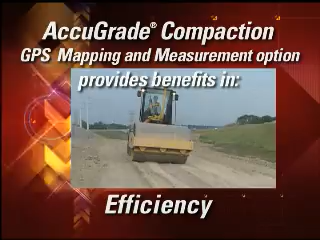 AccuGrade® Compaction
GPS Mapping and Measurement option
provides benefits in:
Efficiency